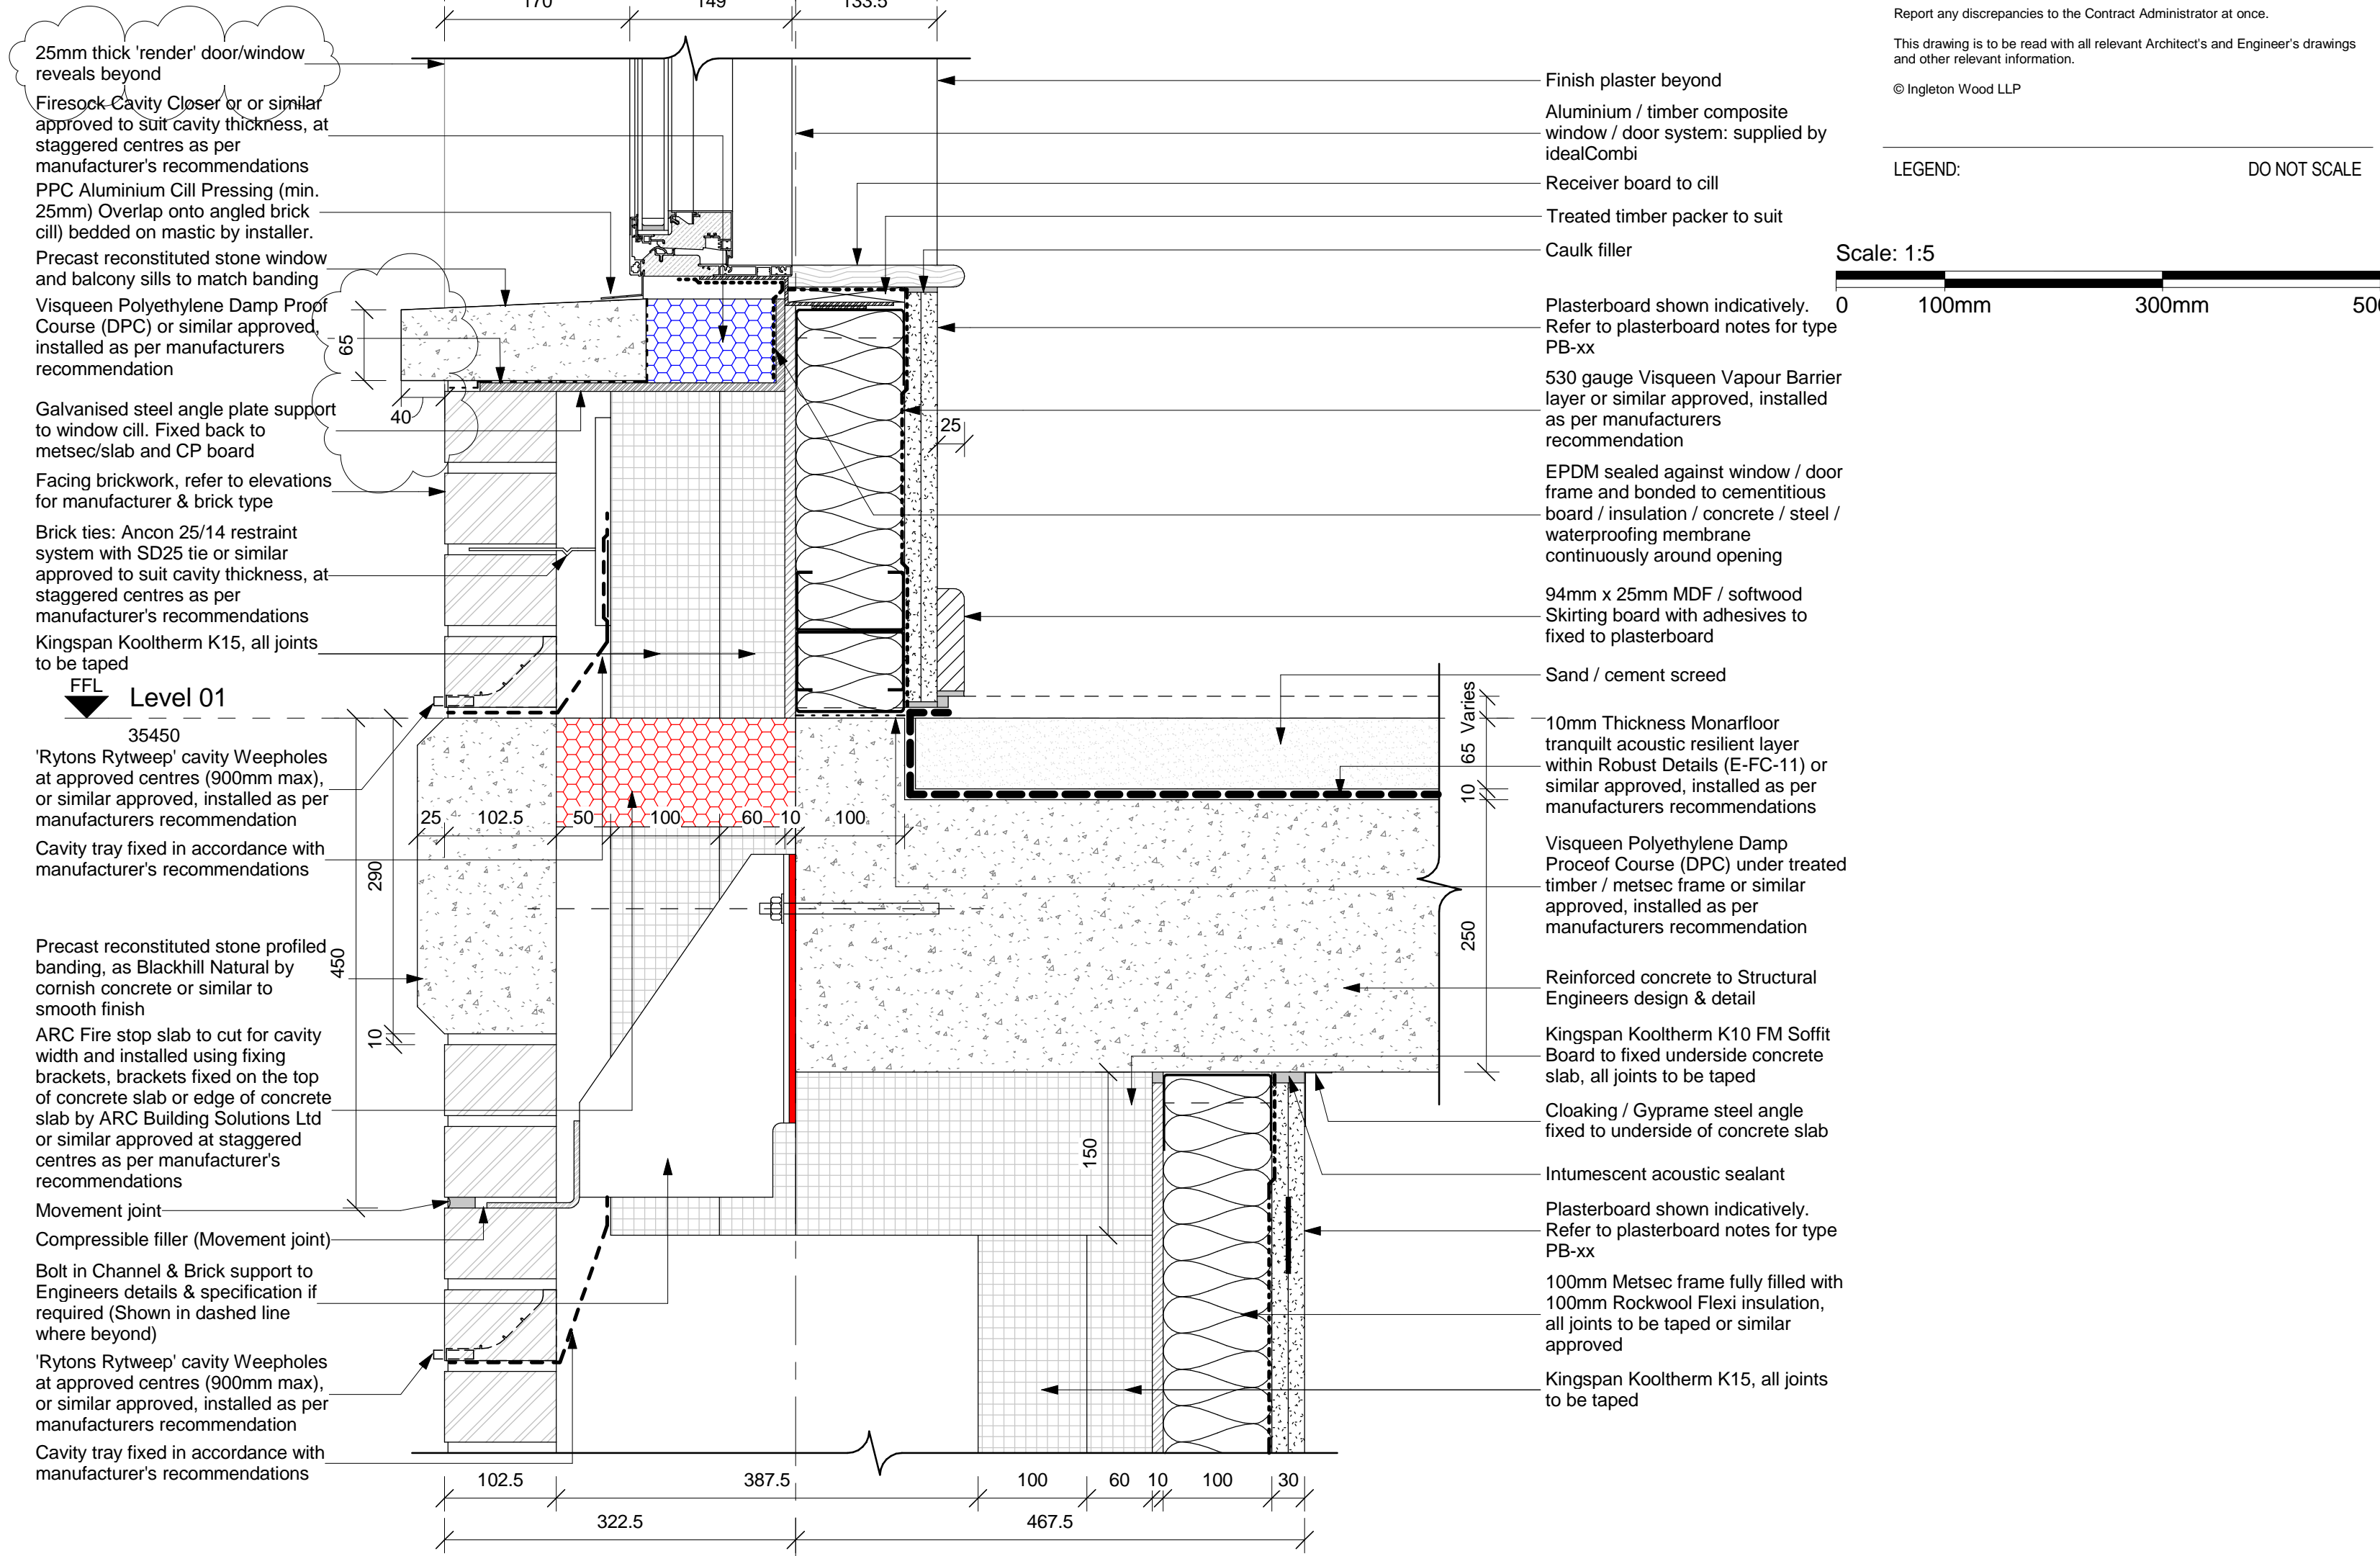 170
149
133.5
25mm thick 'render' door/window
reveals beyond
Firesock Cavity Closer or or similar
approved to suit cavity thickness, at
staggered centres as per
manufacturer's recommendations
PPC Aluminium Cill Pressing (min.
25mm) Overlap onto angled brick
cill) bedded on mastic by installer.
Precast reconstituted stone window
and balcony sills to match banding
Visqueen Polyethylene Damp Proof
Course (DPC) or similar approved,
installed as per manufacturers
recommendation
Galvanised steel angle plate support
to window cill. Fixed back to
metsec/slab and CP board
Facing brickwork, refer to elevations
for manufacturer & brick type
Brick ties: Ancon 25/14 restraint
system with SD25 tie or similar
approved to suit cavity thickness, at
staggered centres as per
manufacturer's recommendations
Kingspan Kooltherm K15, all joints
to be taped
FFL
Level 01
35450
'Rytons Rytweep' cavity Weepholes
at approved centres (900mm max),
or similar approved, installed as per
manufacturers recommendation
Cavity tray fixed in accordance with
manufacturer's recommendations
Precast reconstituted stone profiled
banding, as Blackhill Natural by
cornish concrete or similar to
smooth finish
ARC Fire stop slab to cut for cavity
width and installed using fixing
brackets, brackets fixed on the top
of concrete slab or edge of concrete
slab by ARC Building Solutions Ltd
or similar approved at staggered
centres as per manufacturer's
recommendations
Movement joint
Compressible filler (Movement joint)
Bolt in Channel & Brick support to
Engineers details & specification if
required (Shown in dashed line
where beyond)
'Rytons Rytweep' cavity Weepholes
at approved centres (900mm max),
or similar approved, installed as per
manufacturers recommendation
Cavity tray fixed in accordance with
manufacturer's recommendations
65
40
25
25
102.5
50
100
60
10
100
290
450
10
65 Varies
10
250
150
102.5
387.5
100
60
10
100
30
322.5
467.5
Finish plaster beyond
Aluminium / timber composite
window / door system: supplied by
idealCombi
Receiver board to cill
Treated timber packer to suit
Caulk filler
Plasterboard shown indicatively.
Refer to plasterboard notes for type
PB-xx
530 gauge Visqueen Vapour Barrier
layer or similar approved, installed
as per manufacturers
recommendation
EPDM sealed against window / door
frame and bonded to cementitious
board / insulation / concrete / steel /
waterproofing membrane
continuously around opening
94mm x 25mm MDF / softwood
Skirting board with adhesives to
fixed to plasterboard
Sand / cement screed
10mm Thickness Monarfloor
tranquilt acoustic resilient layer
within Robust Details (E-FC-11) or
similar approved, installed as per
manufacturers recommendations
Visqueen Polyethylene Damp
Proceof Course (DPC) under treated
timber / metsec frame or similar
approved, installed as per
manufacturers recommendation
Reinforced concrete to Structural
Engineers design & detail
Kingspan Kooltherm K10 FM Soffit
Board to fixed underside concrete
slab, all joints to be taped
Cloaking / Gyprame steel angle
fixed to underside of concrete slab
Intumescent acoustic sealant
Plasterboard shown indicatively.
Refer to plasterboard notes for type
PB-xx
100mm Metsec frame fully filled with
100mm Rockwool Flexi insulation,
all joints to be taped or similar
approved
Kingspan Kooltherm K15, all joints
to be taped
Report any discrepancies to the Contract Administrator at once.
This drawing is to be read with all relevant Architect's and Engineer's drawings
and other relevant information.
© Ingleton Wood LLP
LEGEND:
DO NOT SCALE
Scale: 1:5
0
100mm
300mm